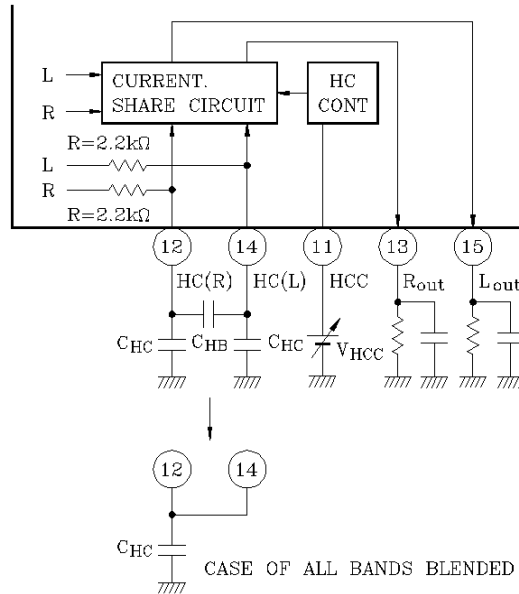 L
R
CURRENT.
SHARE CIRCUIT
HC
CONT
R=2.2kΩ
L
R
R=2.2kΩ
12 14 11 13 15
HC(R) HC(L) HCC Rout Lout
CHC CHB CHC VHCC
12 14
CHC
CASE OF ALL BANDS BLENDED